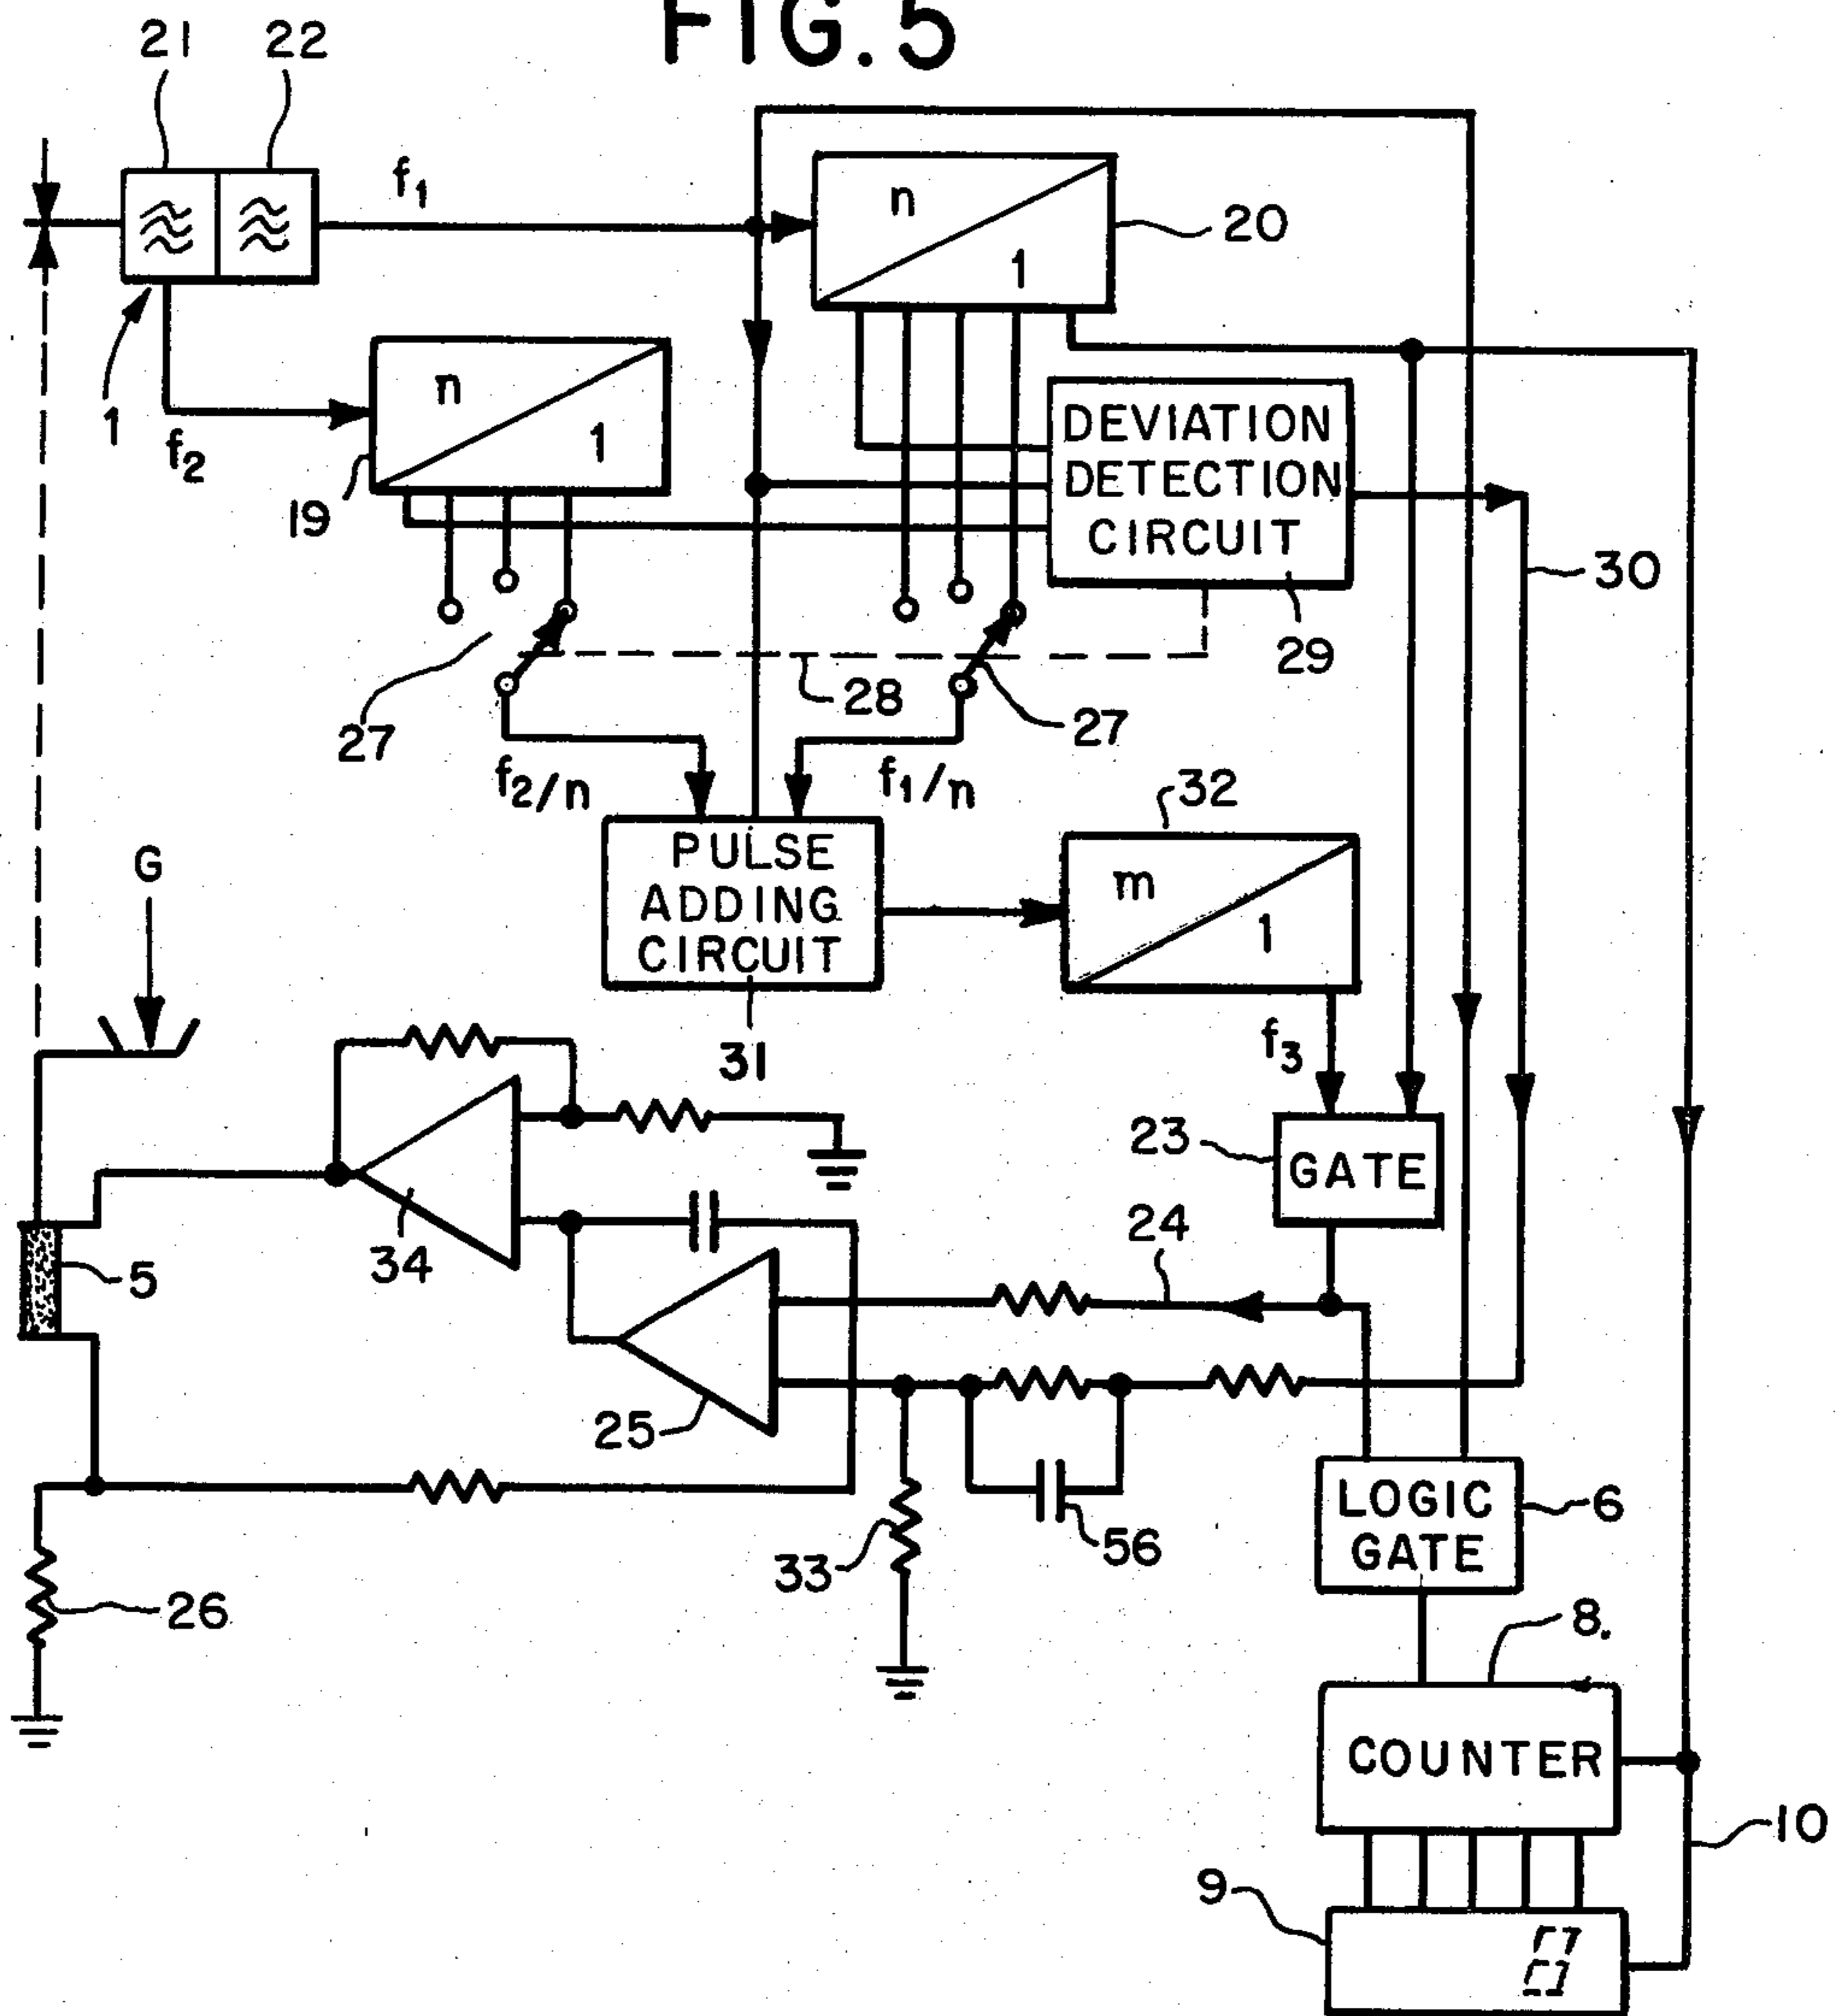 FIG. 5
21 22
f1
n
1
20
1
f2
n
1
19
DEVIATION
DETECTION
CIRCUIT
30
29
27
28
27
f2/n
f1/n
32
G
PULSE
ADDING
CIRCUIT
m
1
31
f3
23
GATE
24
34
5
25
LOGIC
GATE
6
33
56
26
8.
COUNTER
10
9
8